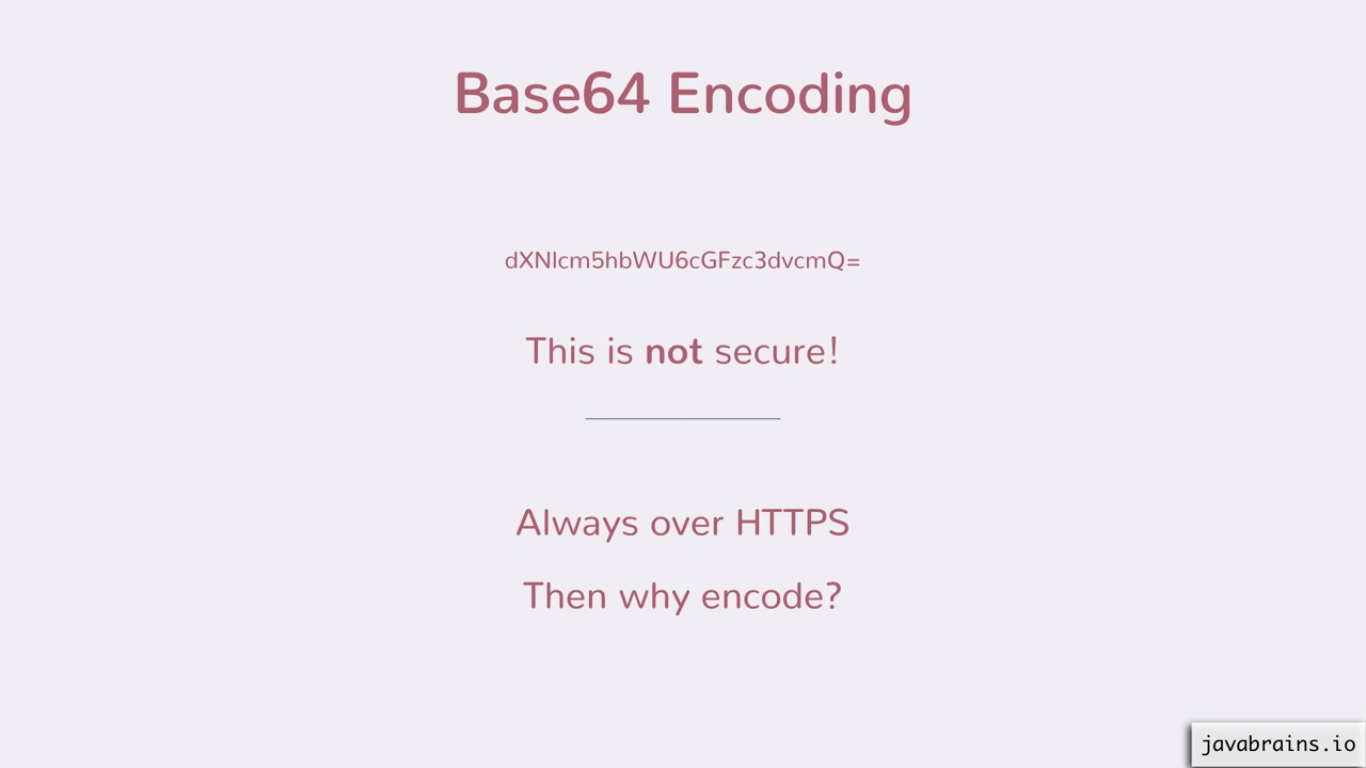 Base64 Encoding
dXNlcm5hbWU6cGFzc3dvcmQ=
This is not secure!
Always over HTTPS
Then why encode?
javabrains.io